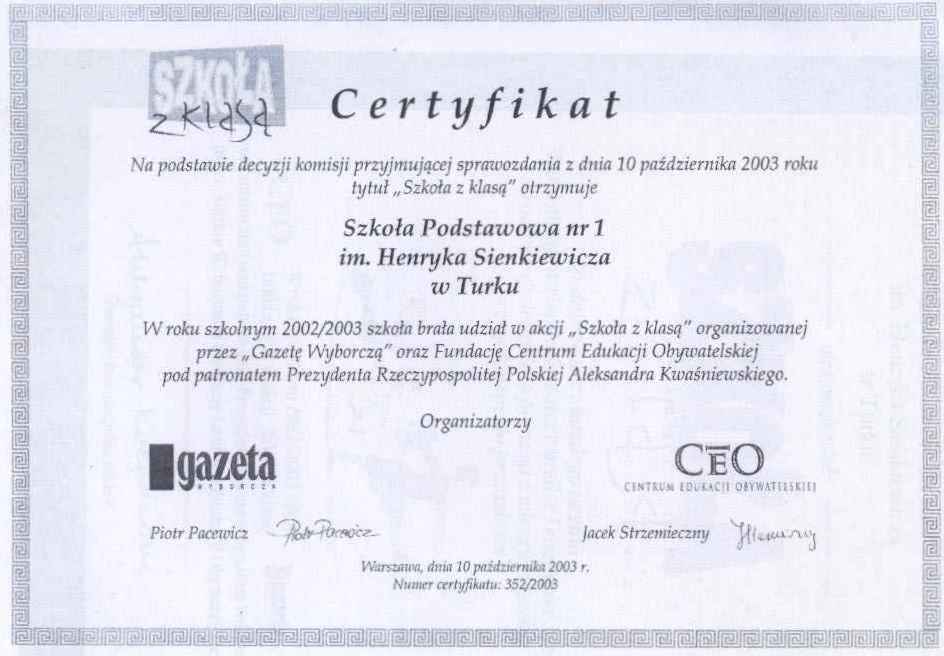 SZKOŁA
z klasą
Certyfikat
Na podstawie decyzji komisji przyjmującej sprawozdania z dnia 10 października 2003 roku
tytuł „Szkoła z klasą” otrzymuje
Szkoła Podstawowa nr 1
im. Henryka Sienkiewicza
w Turku
W roku szkolnym 2002/2003 szkoła brała udział w akcji „Szkoła z klasą” organizowanej
przez „Gazetę Wyborczą” oraz Fundację Centrum Edukacji Obywatelskiej
pod patronatem Prezydenta Rzeczypospolitej Polskiej Aleksandra Kwaśniewskiego.
Organizatorzy
gazeta
WYBORCZA
CEO
CENTRUM EDUKACJI OBYWATELSKIEJ
Piotr Pacewicz Piotr Pacewicz
Jacek Strzemieczny
Warszawa, dnia 10 października 2003 r.
Numer certyfikatu: 352/2003